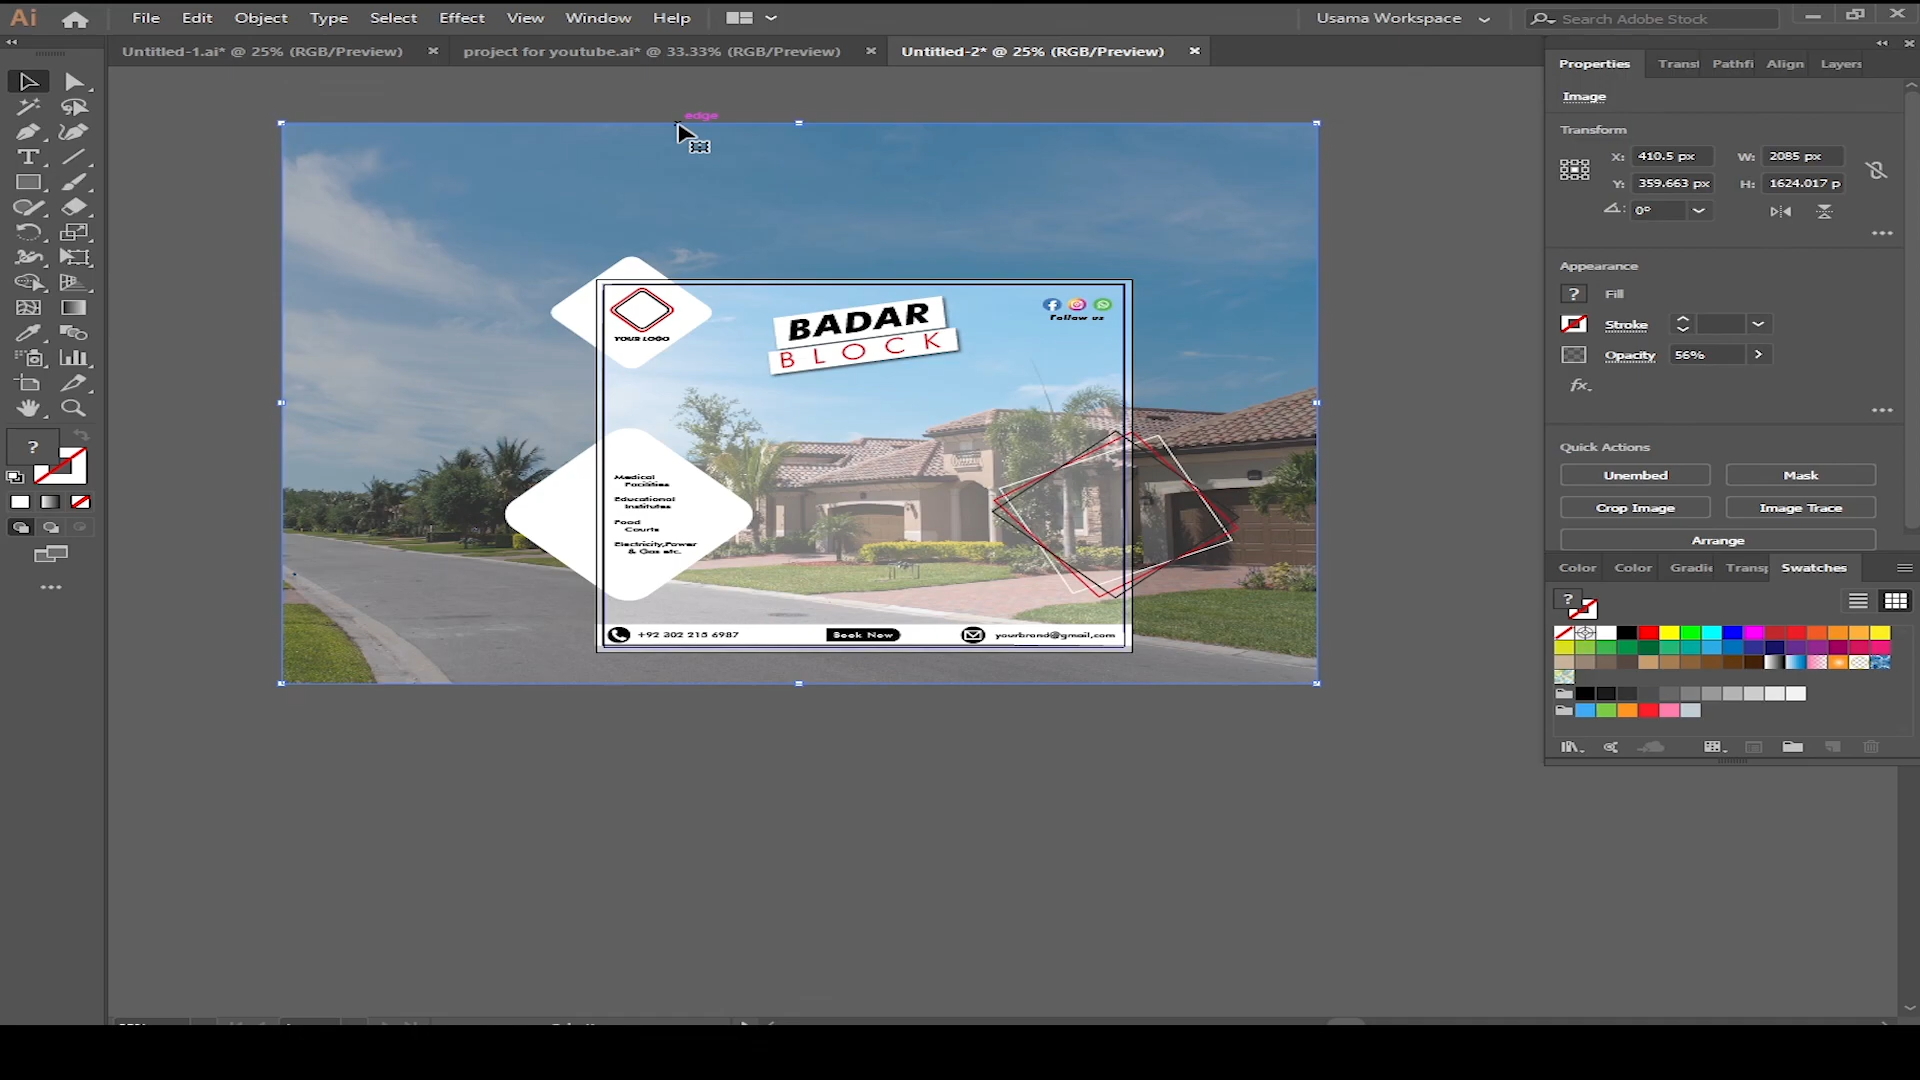 Ai File Edit Object Type Select Effect View Window Help Usama Workspace Search Adobe Stock
Untitled-1.ai* @ 25% (RGB/Preview) project for youtube.ai* @ 33.33% (RGB/Preview) Untitled-2* @ 25% (RGB/Preview)
edge
YOUR LOGO
BADAR
BLOCK
Follow us
Medical
Facilities
Educational
Institutes
Food
Courts
Electricity,Power
& Gas etc.
+92 302 215 6987
Book Now
yourbrand@gmail,com
Properties Transf Pathfi Align Layers
Image
Transform
X: 410.5 px W: 2085 px
Y: 359.663 px H: 1624.017 p
0°
Appearance
? Fill
Stroke
Opacity 56%
fx.
Quick Actions
Unembed Mask
Crop Image Image Trace
Arrange
Color Color Gradie Transp Swatches
?
?